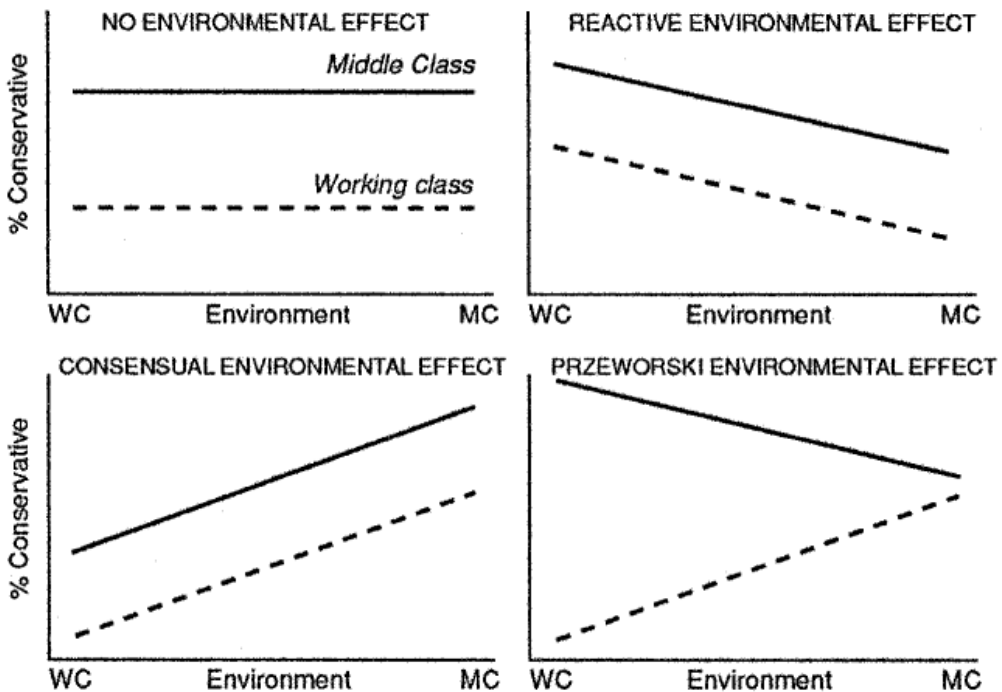 NO ENVIRONMENTAL EFFECT
% Conservative
Middle Class
Working class
WC Environment MC
REACTIVE ENVIRONMENTAL EFFECT
WC Environment MC
CONSENSUAL ENVIRONMENTAL EFFECT
% Conservative
WC Environment MC
PRZEWORSKI ENVIRONMENTAL EFFECT
WC Environment MC